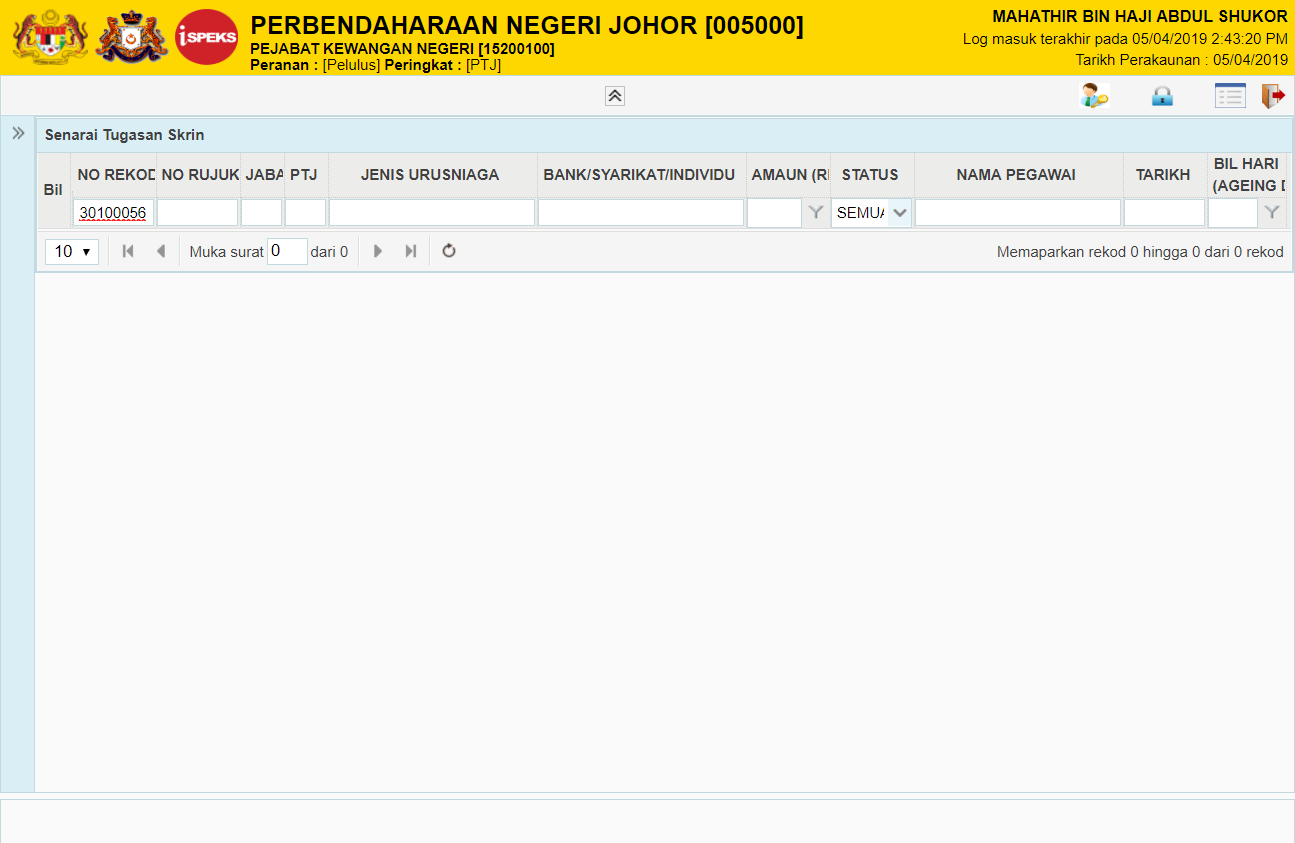 iSPEKS
PERBENDAHARAAN NEGERI JOHOR [005000]
PEJABAT KEWANGAN NEGERI [15200100]
Peranan : [Pelulus] Peringkat : [PTJ]
MAHATHIR BIN HAJI ABDUL SHUKOR
Log masuk terakhir pada 05/04/2019 2:43:20 PM
Tarikh Perakaunan : 05/04/2019
Senarai Tugasan Skrin
Bil NO REKOD NO RUJUK JABA PTJ JENIS URUSNIAGA BANK/SYARIKAT/INDIVIDU AMAUN (R STATUS NAMA PEGAWAI TARIKH BIL HARI
(AGEING D
30100056 SEMUA
10 Muka surat 0 dari 0 Memaparkan rekod 0 hingga 0 dari 0 rekod